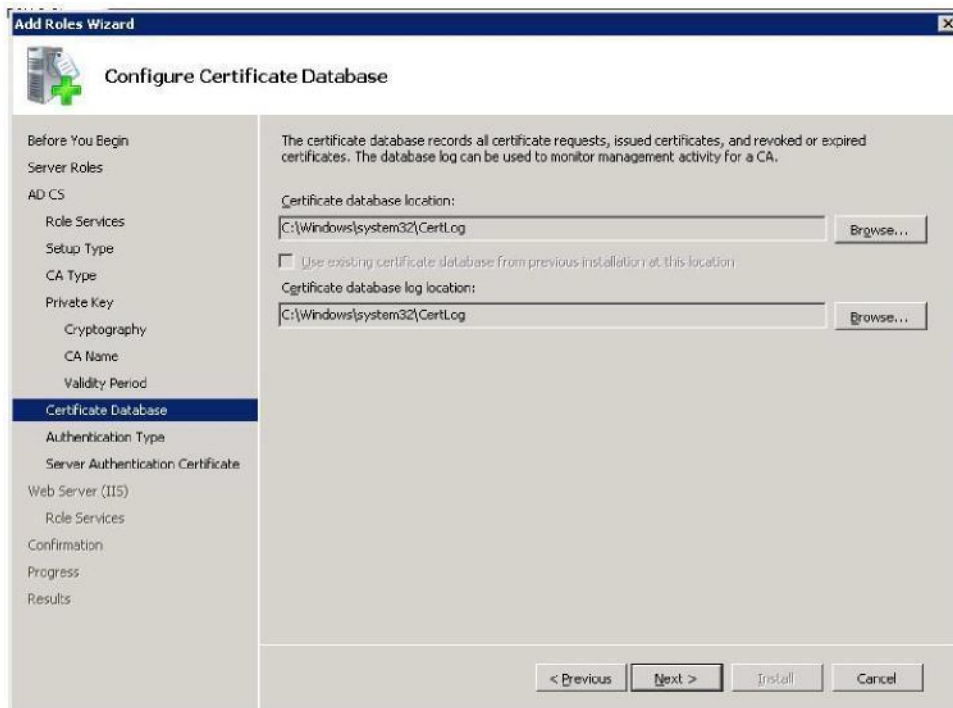 Add Roles Wizard
Configure Certificate Database
Before You Begin
Server Roles
AD CS
Role Services
Setup Type
CA Type
Private Key
Cryptography
CA Name
Validity Period
Certificate Database
Authentication Type
Server Authentication Certificate
Web Server (IIS)
Role Services
Confirmation
Progress
Results
The certificate database records all certificate requests, issued certificates, and revoked or expired
certificates. The database log can be used to monitor management activity for a CA.
Certificate database location:
C:\Windows\system32\CertLog
Browse...
Use existing certificate database from previous installation at this location
Certificate database log location:
C:\Windows\system32\CertLog
Browse...
< Previous
Next >
Install
Cancel